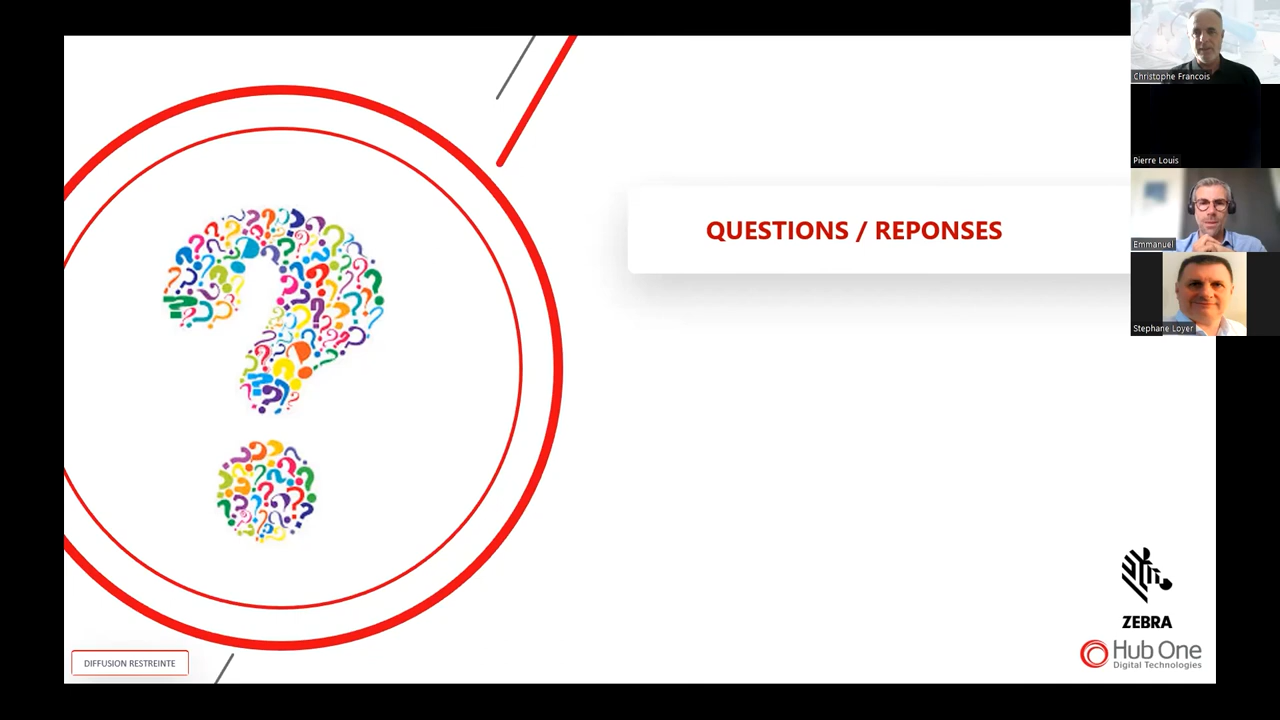 QUESTIONS / REPONSES
Christophe Francois
Pierre Louis
Emmanuel
Stephane Loyer
ZEBRA
Hub One
Digital Technologies
DIFFUSION RESTREINTE